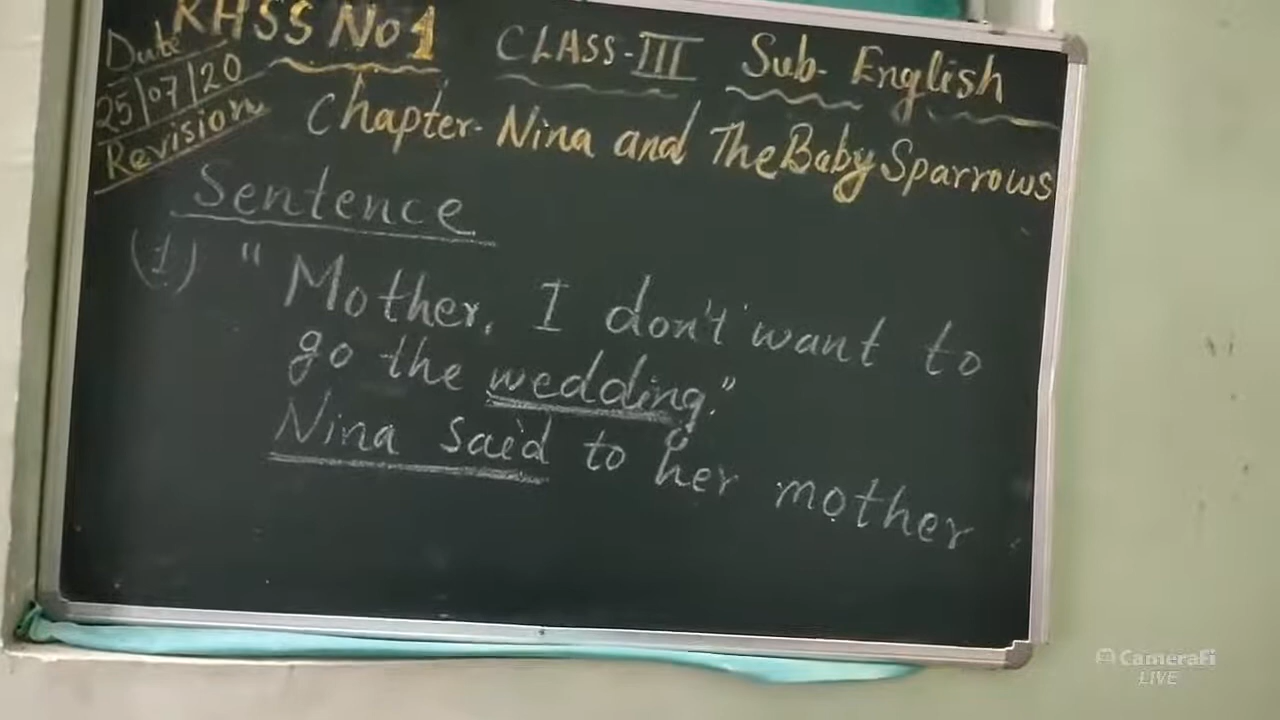 Date
25/07/20
Revision
KHSS No 1 CLASS-III Sub- English
Chapter- Nina and The Baby Sparrows
Sentence
(1) "Mother, I don't want to
go the wedding."
Nina said to her mother.
CameraFi
LIVE